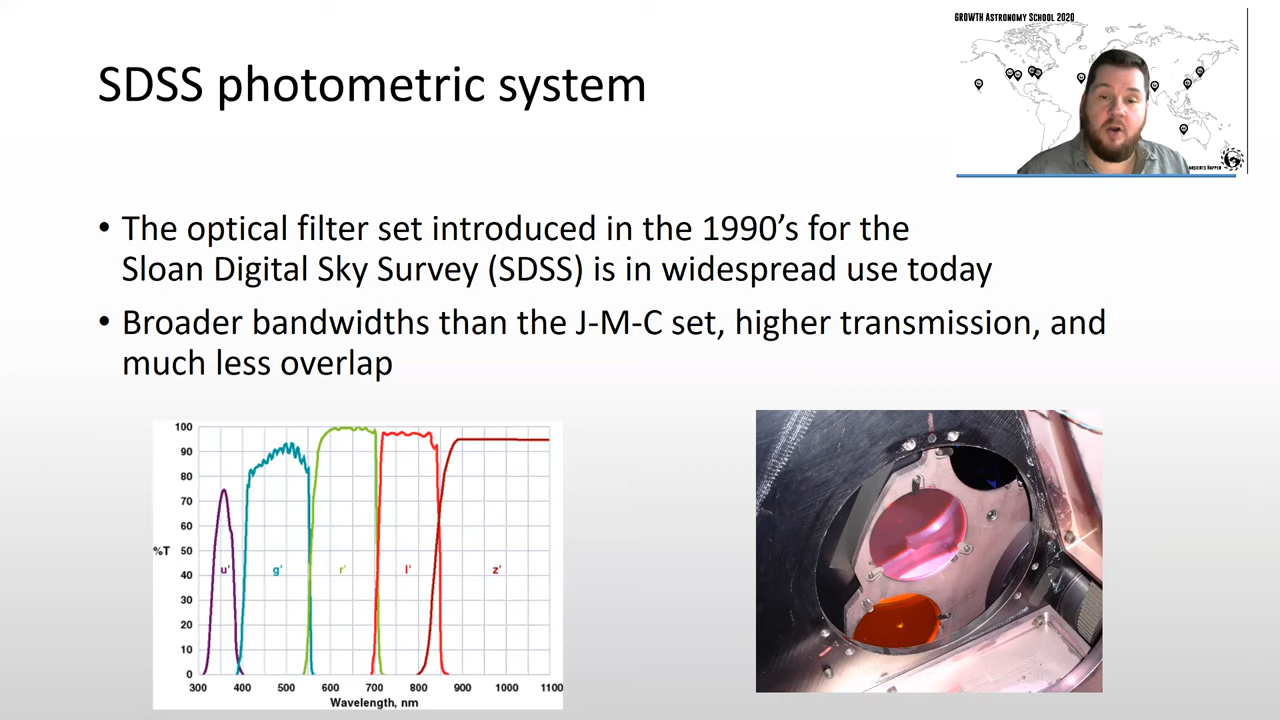 GROWTH ASTRONOMY SCHOOL 2020
SDSS photometric system
ANSIENTS HAPPEN
• The optical filter set introduced in the 1990’s for the
Sloan Digital Sky Survey (SDSS) is in widespread use today
• Broader bandwidths than the J-M-C set, higher transmission, and
much less overlap
100
90
80
70
60
50
40
30
20
10
0
%T
u'
g'
r'
I'
z'
300 400 500 600 700 800 900 1000 1100
Wavelength, nm